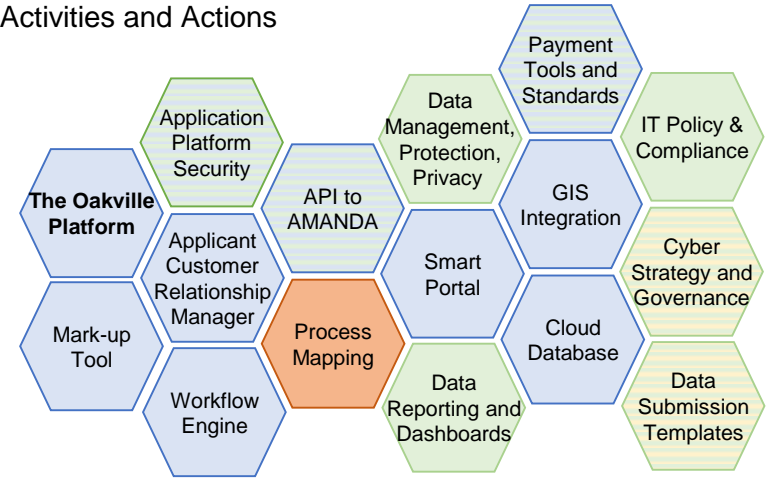 Activities and Actions
Payment
Tools and
Standards
Application
Platform
Security
Data
Management,
Protection,
Privacy
IT Policy &
Compliance
The Oakville
Platform
API to
AMANDA
GIS
Integration
Applicant
Customer
Relationship
Manager
Smart
Portal
Cyber
Strategy and
Governance
Mark-up
Tool
Process
Mapping
Cloud
Database
Workflow
Engine
Data
Reporting and
Dashboards
Data
Submission
Templates